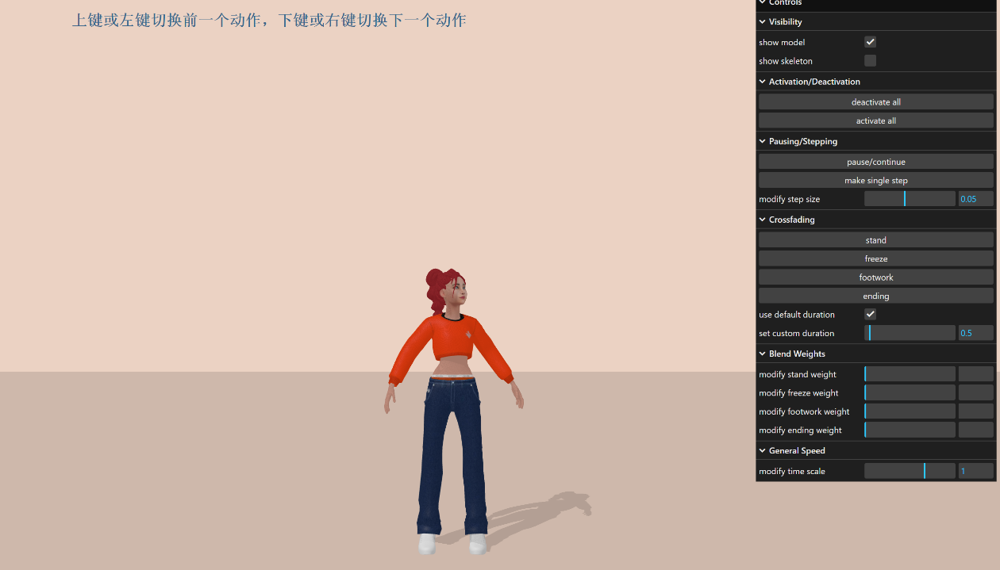 上键或左键切换前一个动作，下键或右键切换下一个动作
Controls
Visibility
show model
show skeleton
Activation/Deactivation
deactivate all
activate all
Pausing/Stepping
pause/continue
make single step
modify step size 0.05
Crossfading
stand
freeze
footwork
ending
use default duration
set custom duration 0.5
Blend Weights
modify stand weight
modify freeze weight
modify footwork weight
modify ending weight
General Speed
modify time scale 1